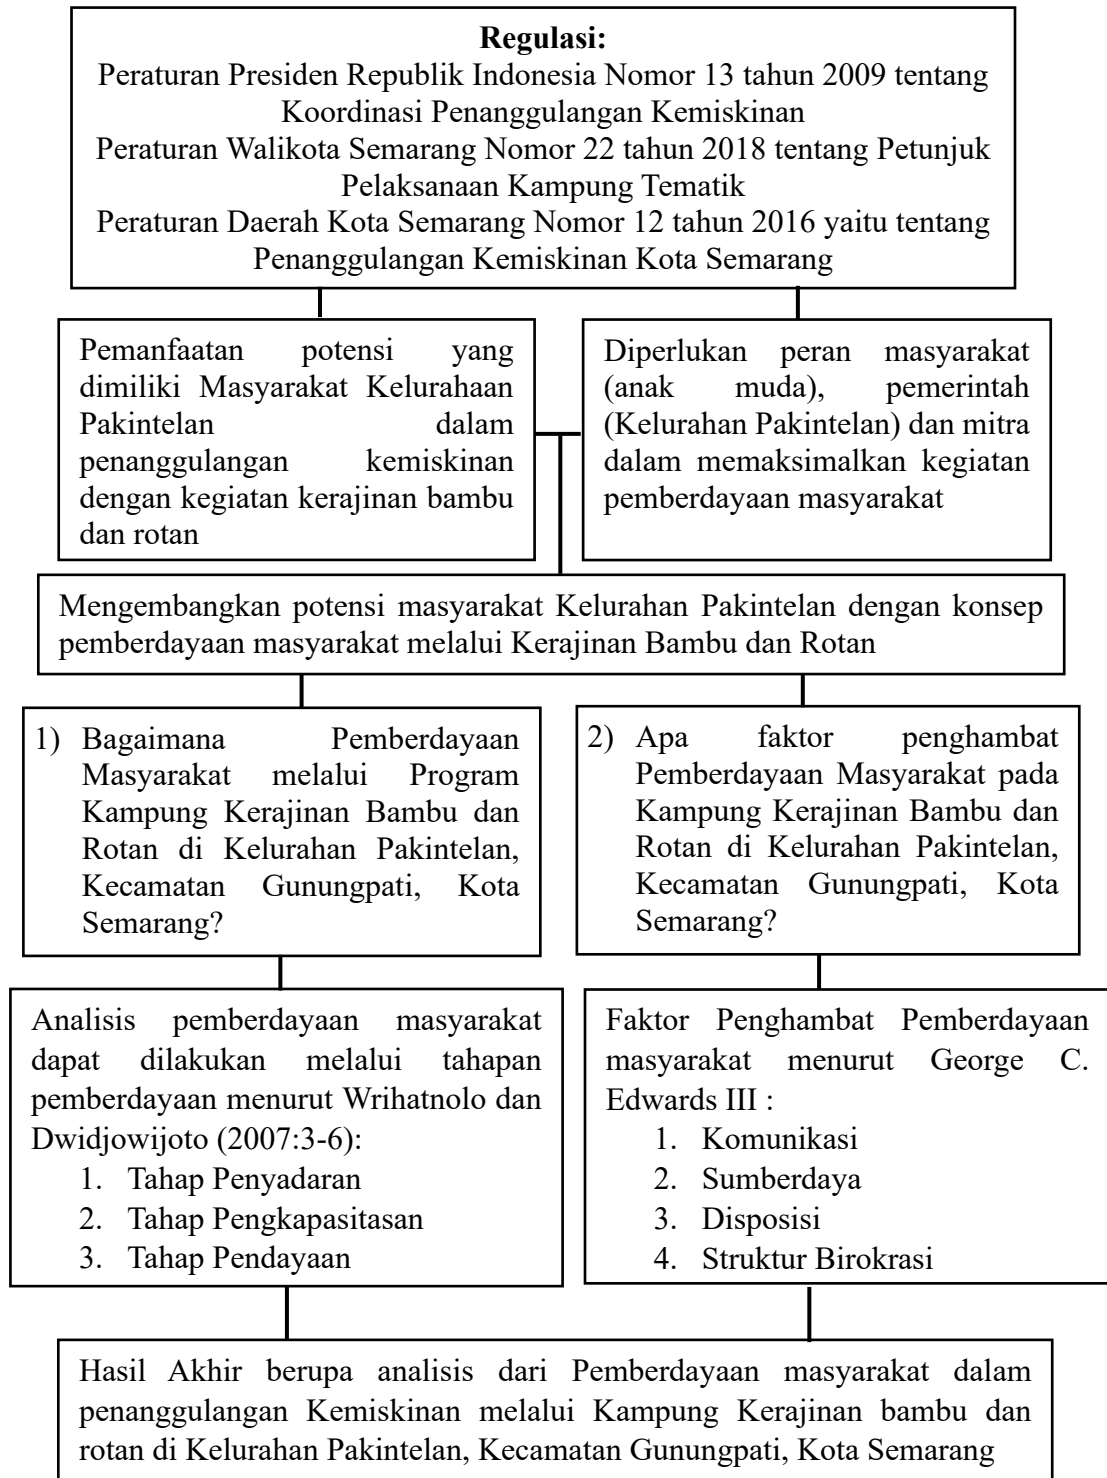 Regulasi:
Peraturan Presiden Republik Indonesia Nomor 13 tahun 2009 tentang
Koordinasi Penanggulangan Kemiskinan
Peraturan Walikota Semarang Nomor 22 tahun 2018 tentang Petunjuk
Pelaksanaan Kampung Tematik
Peraturan Daerah Kota Semarang Nomor 12 tahun 2016 yaitu tentang
Penanggulangan Kemiskinan Kota Semarang
Pemanfaatan potensi yang
dimiliki Masyarakat Kelurahaan
Pakintelan dalam
penanggulangan kemiskinan
dengan kegiatan kerajinan bambu
dan rotan
Diperlukan peran masyarakat
(anak muda), pemerintah
(Kelurahan Pakintelan) dan mitra
dalam memaksimalkan kegiatan
pemberdayaan masyarakat
Mengembangkan potensi masyarakat Kelurahan Pakintelan dengan konsep
pemberdayaan masyarakat melalui Kerajinan Bambu dan Rotan
1) Bagaimana Pemberdayaan
Masyarakat melalui Program
Kampung Kerajinan Bambu dan
Rotan di Kelurahan Pakintelan,
Kecamatan Gunungpati, Kota
Semarang?
2) Apa faktor penghambat
Pemberdayaan Masyarakat pada
Kampung Kerajinan Bambu dan
Rotan di Kelurahan Pakintelan,
Kecamatan Gunungpati, Kota
Semarang?
Analisis pemberdayaan masyarakat
dapat dilakukan melalui tahapan
pemberdayaan menurut Wrihatnolo dan
Dwidjowijoto (2007:3-6):
1. Tahap Penyadaran
2. Tahap Pengkapasitasan
3. Tahap Pendayaan
Faktor Penghambat Pemberdayaan
masyarakat menurut George C.
Edwards III :
1. Komunikasi
2. Sumberdaya
3. Disposisi
4. Struktur Birokrasi
Hasil Akhir berupa analisis dari Pemberdayaan masyarakat dalam
penanggulangan Kemiskinan melalui Kampung Kerajinan bambu dan
rotan di Kelurahan Pakintelan, Kecamatan Gunungpati, Kota Semarang